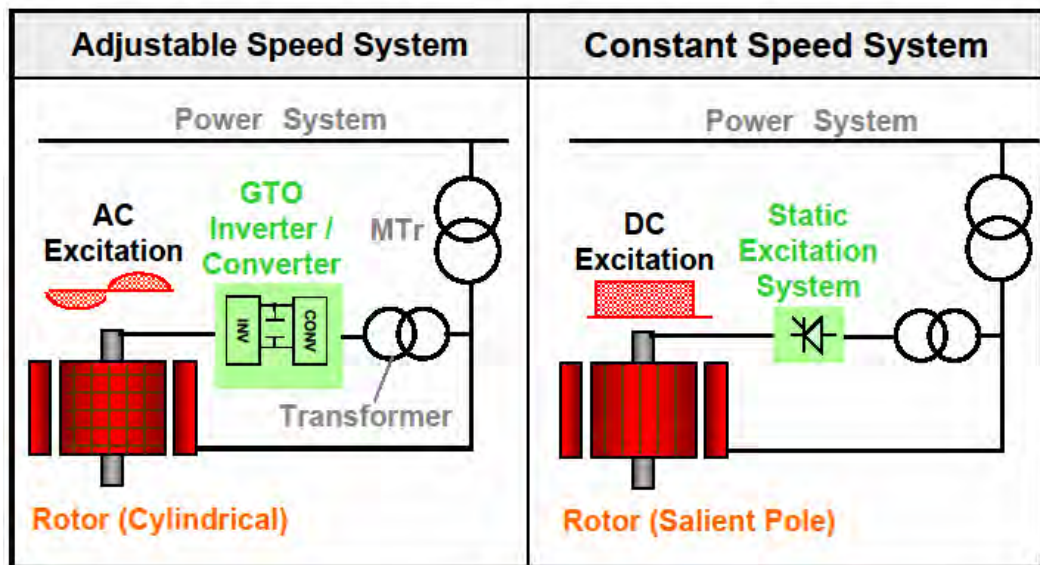 Adjustable Speed System
Constant Speed System
Power System
AC
Excitation
GTO
Inverter /
Converter
MTr
INV
CONV
Transformer
Rotor (Cylindrical)
Power System
DC
Excitation
Static
Excitation
System
Rotor (Salient Pole)